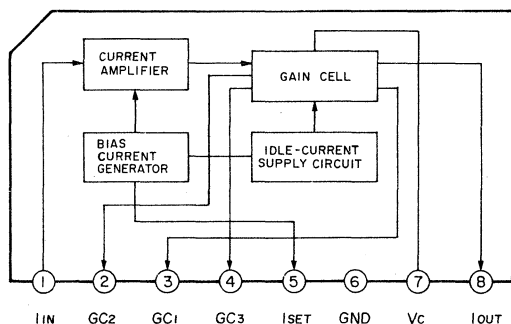 CURRENT
AMPLIFIER
GAIN CELL
BIAS
CURRENT
GENERATOR
IDLE-CURRENT
SUPPLY CIRCUIT
1 2 3 4 5 6 7 8
IIN GC2 GC1 GC3 ISET GND VC IOUT